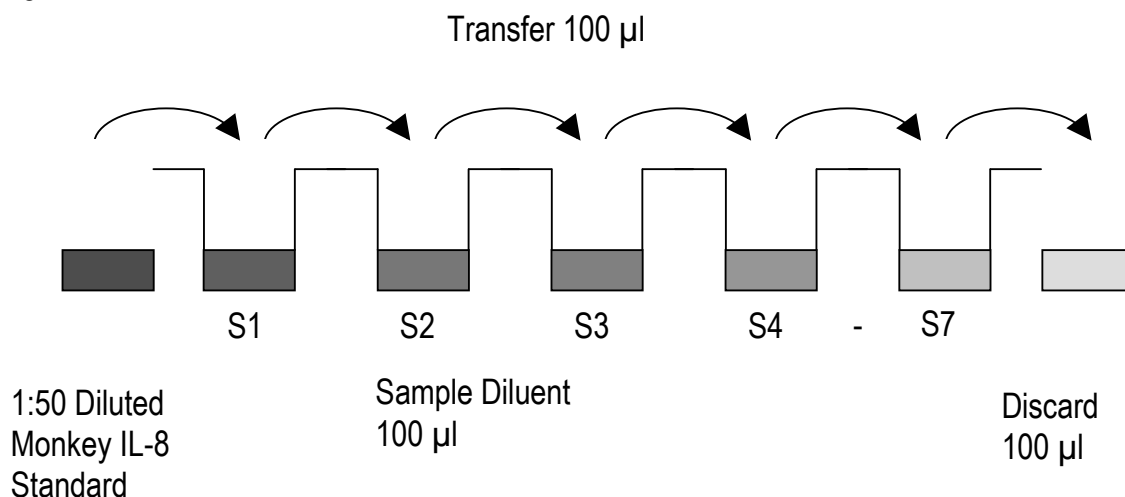 Transfer 100 µl
S1 S2 S3 S4 - S7
1:50 Diluted
Monkey IL-8
Standard
Sample Diluent
100 µl
Discard
100 µl